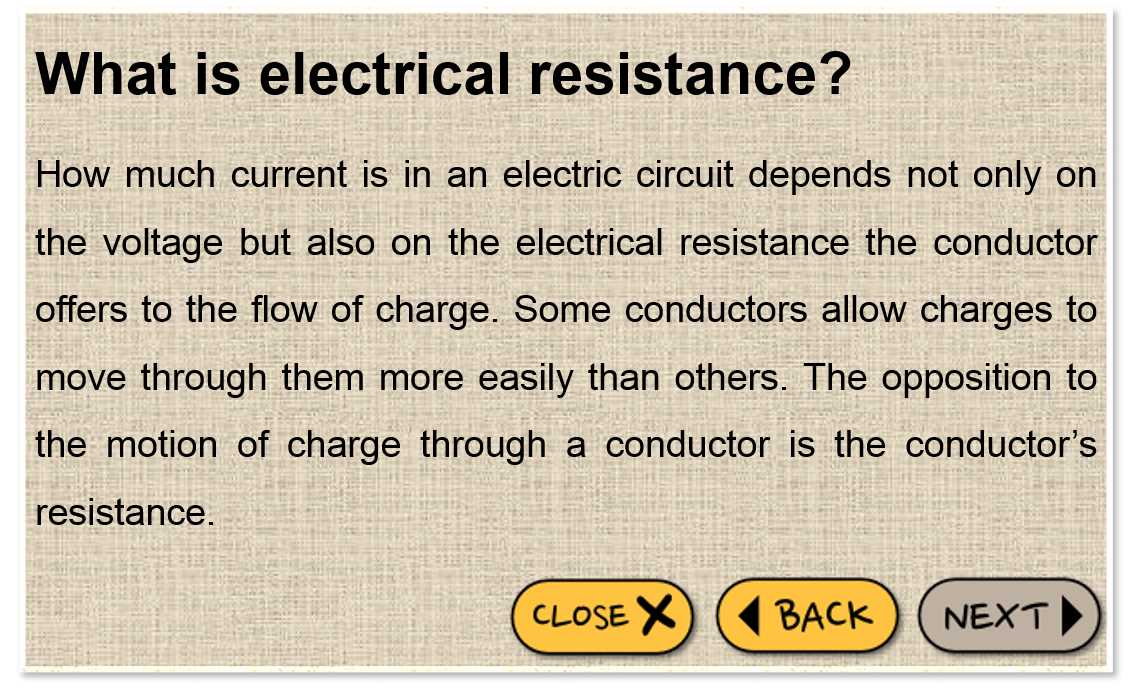 What is electrical resistance?
How much current is in an electric circuit depends not only on
the voltage but also on the electrical resistance the conductor
offers to the flow of charge. Some conductors allow charges to
move through them more easily than others. The opposition to
the motion of charge through a conductor is the conductor’s
resistance.
CLOSE BACK NEXT